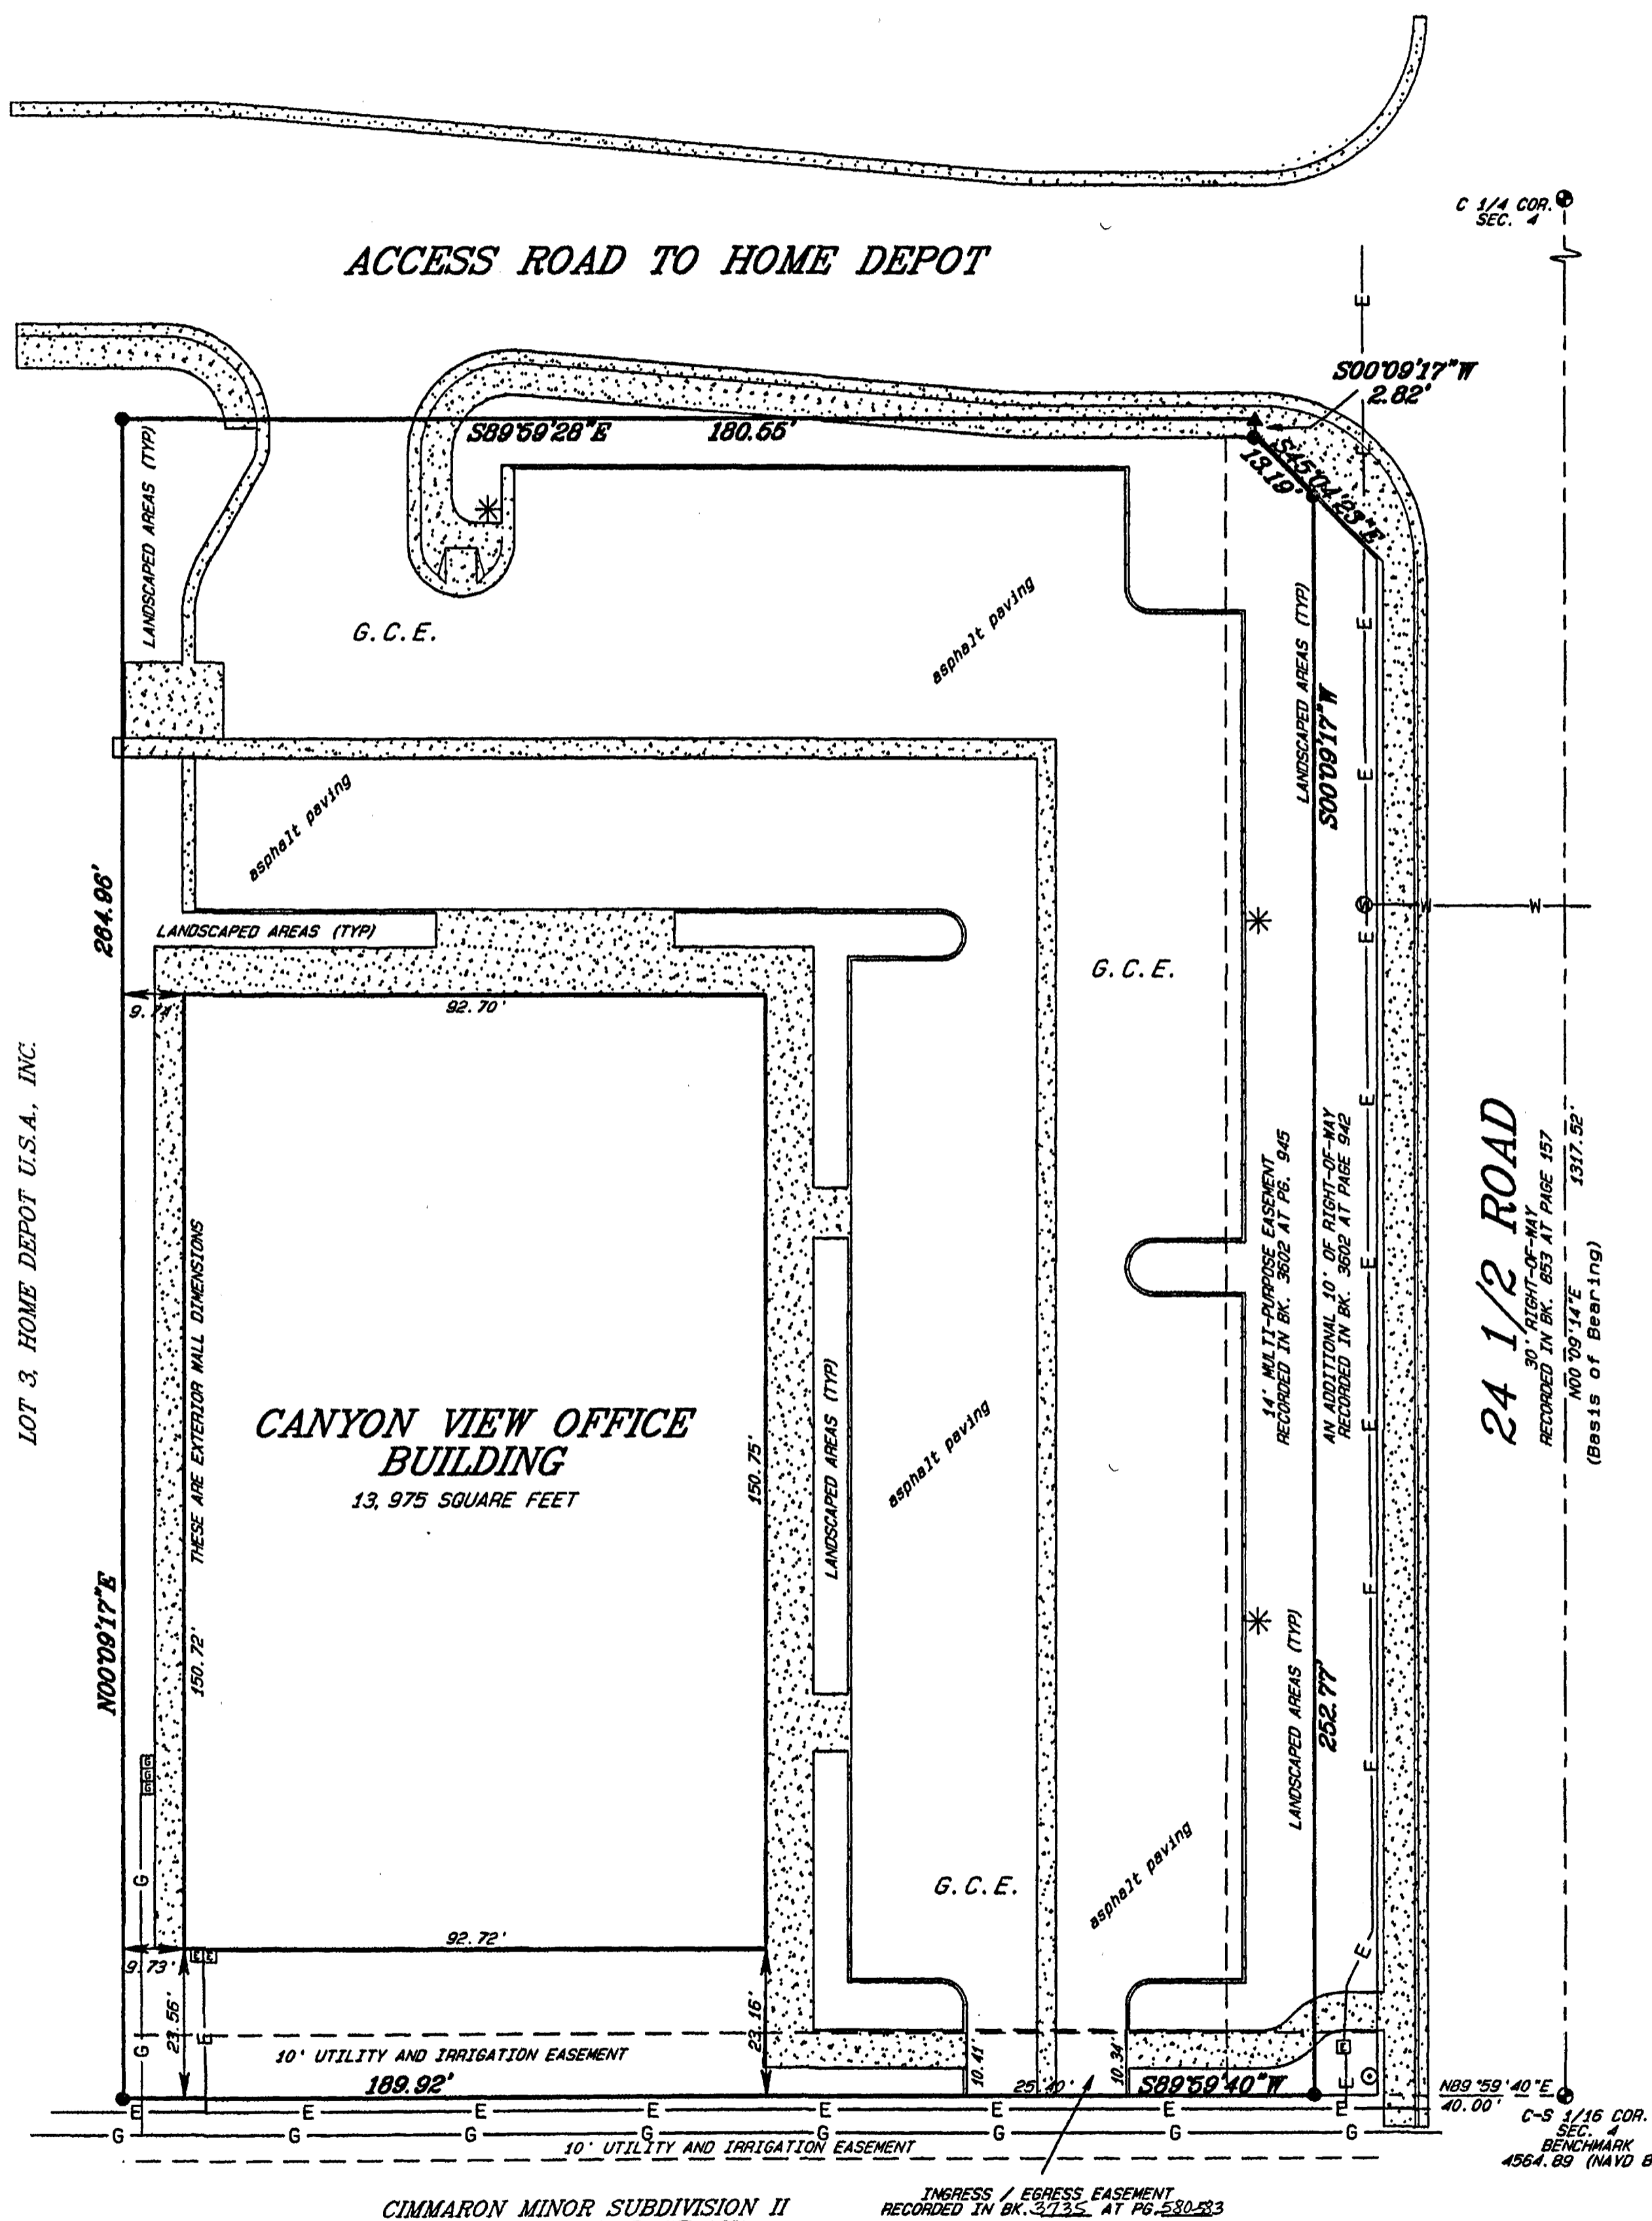 C 1/4 COR.
SEC. 4
ACCESS ROAD TO HOME DEPOT
E
S00°09'17"W
2.82'
S89°59'28"E 180.55'
S45°04'23"E
13.19'
LANDSCAPED AREAS (TYP)
G.C.E.
asphalt paving
E
LANDSCAPED AREAS (TYP)
S00°09'17"W
E
asphalt paving
264.96'
LANDSCAPED AREAS (TYP)
W W
E
G.C.E.
9.74'
92.70'
LOT 3, HOME DEPOT U.S.A., INC.
THESE ARE EXTERIOR WALL DIMENSIONS
E
14' MULTI-PURPOSE EASEMENT
RECORDED IN BK. 3602 AT PG. 945
AN ADDITIONAL 10' OF RIGHT-OF-WAY
RECORDED IN BK. 3602 AT PAGE 942
24 1/2 ROAD
30' RIGHT-OF-WAY
RECORDED IN BK. 853 AT PAGE 157
N00°09'14"E 1317.52'
(Basis of Bearing)
E
CANYON VIEW OFFICE
BUILDING
13,975 SQUARE FEET
150.75'
LANDSCAPED AREAS (TYP)
asphalt paving
E
N00°09'17"E
150.72'
E
LANDSCAPED AREAS (TYP)
252.77'
E
G
G
G
G
G.C.E.
asphalt paving
92.72'
E E
E
9.73'
23.56'
23.16'
E
G
10' UTILITY AND IRRIGATION EASEMENT
10.41'
10.34'
E
189.92'
25.40'
S89°59'40"W
E
N89°59'40"E
40.00'
E E E E E E E E
G G G G G G G G
10' UTILITY AND IRRIGATION EASEMENT
C-S 1/16 COR.
SEC. 4
BENCHMARK
4564.89 (NAVD 8
INGRESS / EGRESS EASEMENT
RECORDED IN BK. 3735 AT PG. 580-583
CIMMARON MINOR SUBDIVISION II